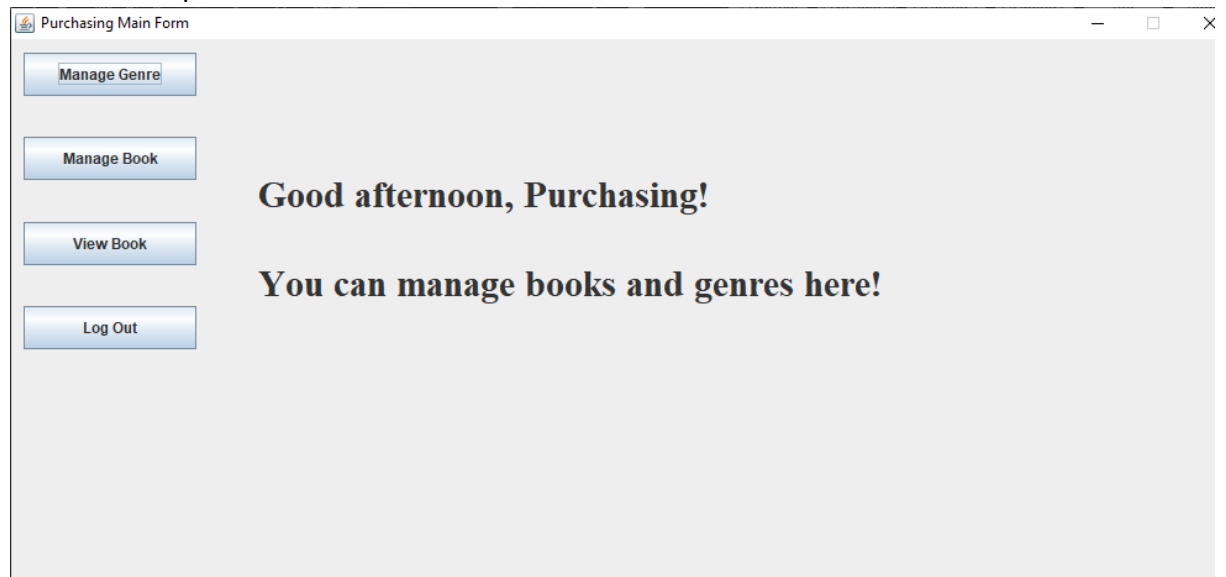 Purchasing Main Form
Manage Genre
Manage Book
Good afternoon, Purchasing!
View Book
You can manage books and genres here!
Log Out